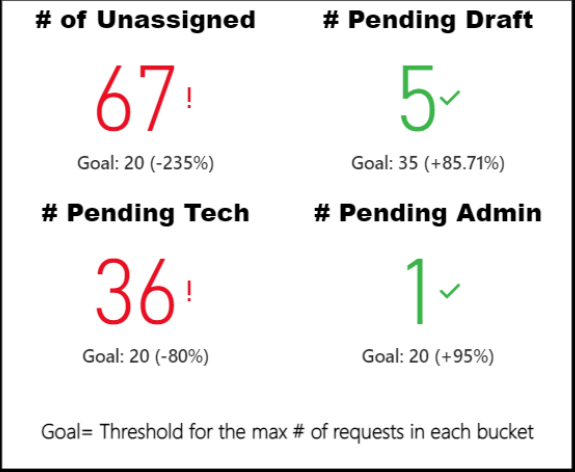 # of Unassigned
# Pending Draft
67!
5✓
Goal: 20 (-235%)
Goal: 35 (+85.71%)
# Pending Tech
# Pending Admin
36!
1✓
Goal: 20 (-80%)
Goal: 20 (+95%)
Goal= Threshold for the max # of requests in each bucket